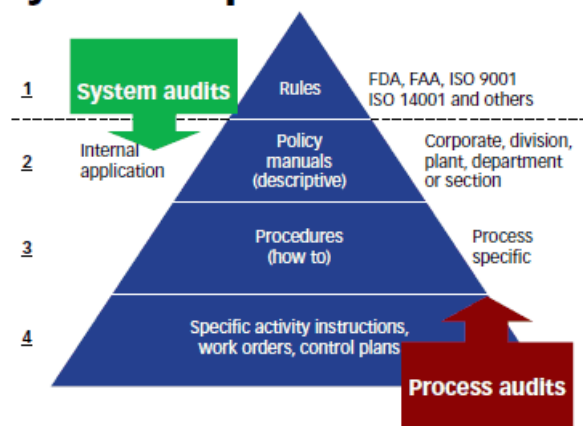 1
System audits
Rules
FDA, FAA, ISO 9001
ISO 14001 and others
2
Internal
application
Policy
manuals
(descriptive)
Corporate, division,
plant, department
or section
3
Procedures
(how to)
Process
specific
4
Specific activity instructions,
work orders, control plans
Process audits